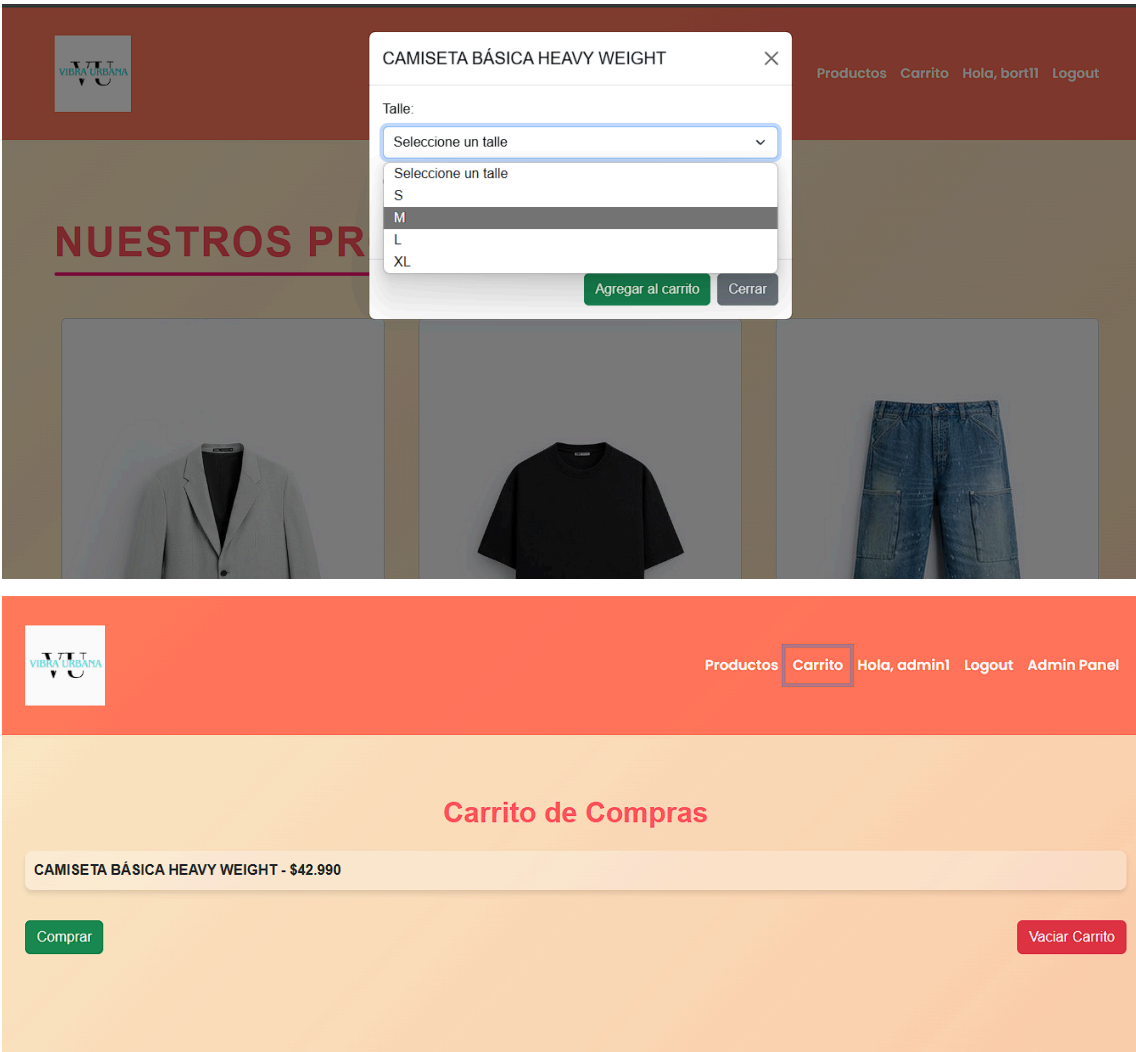 VIBRA URBANA
VU
CAMISETA BÁSICA HEAVY WEIGHT
Productos Carrito Hola, bort11 Logout
Talle:
Seleccione un talle
Seleccione un talle
S
M
L
XL
NUESTROS PR
Agregar al carrito Cerrar
VIBRA URBANA
VU
Productos Carrito Hola, admin1 Logout Admin Panel
Carrito de Compras
CAMISETA BÁSICA HEAVY WEIGHT - $42.990
Comprar Vaciar Carrito